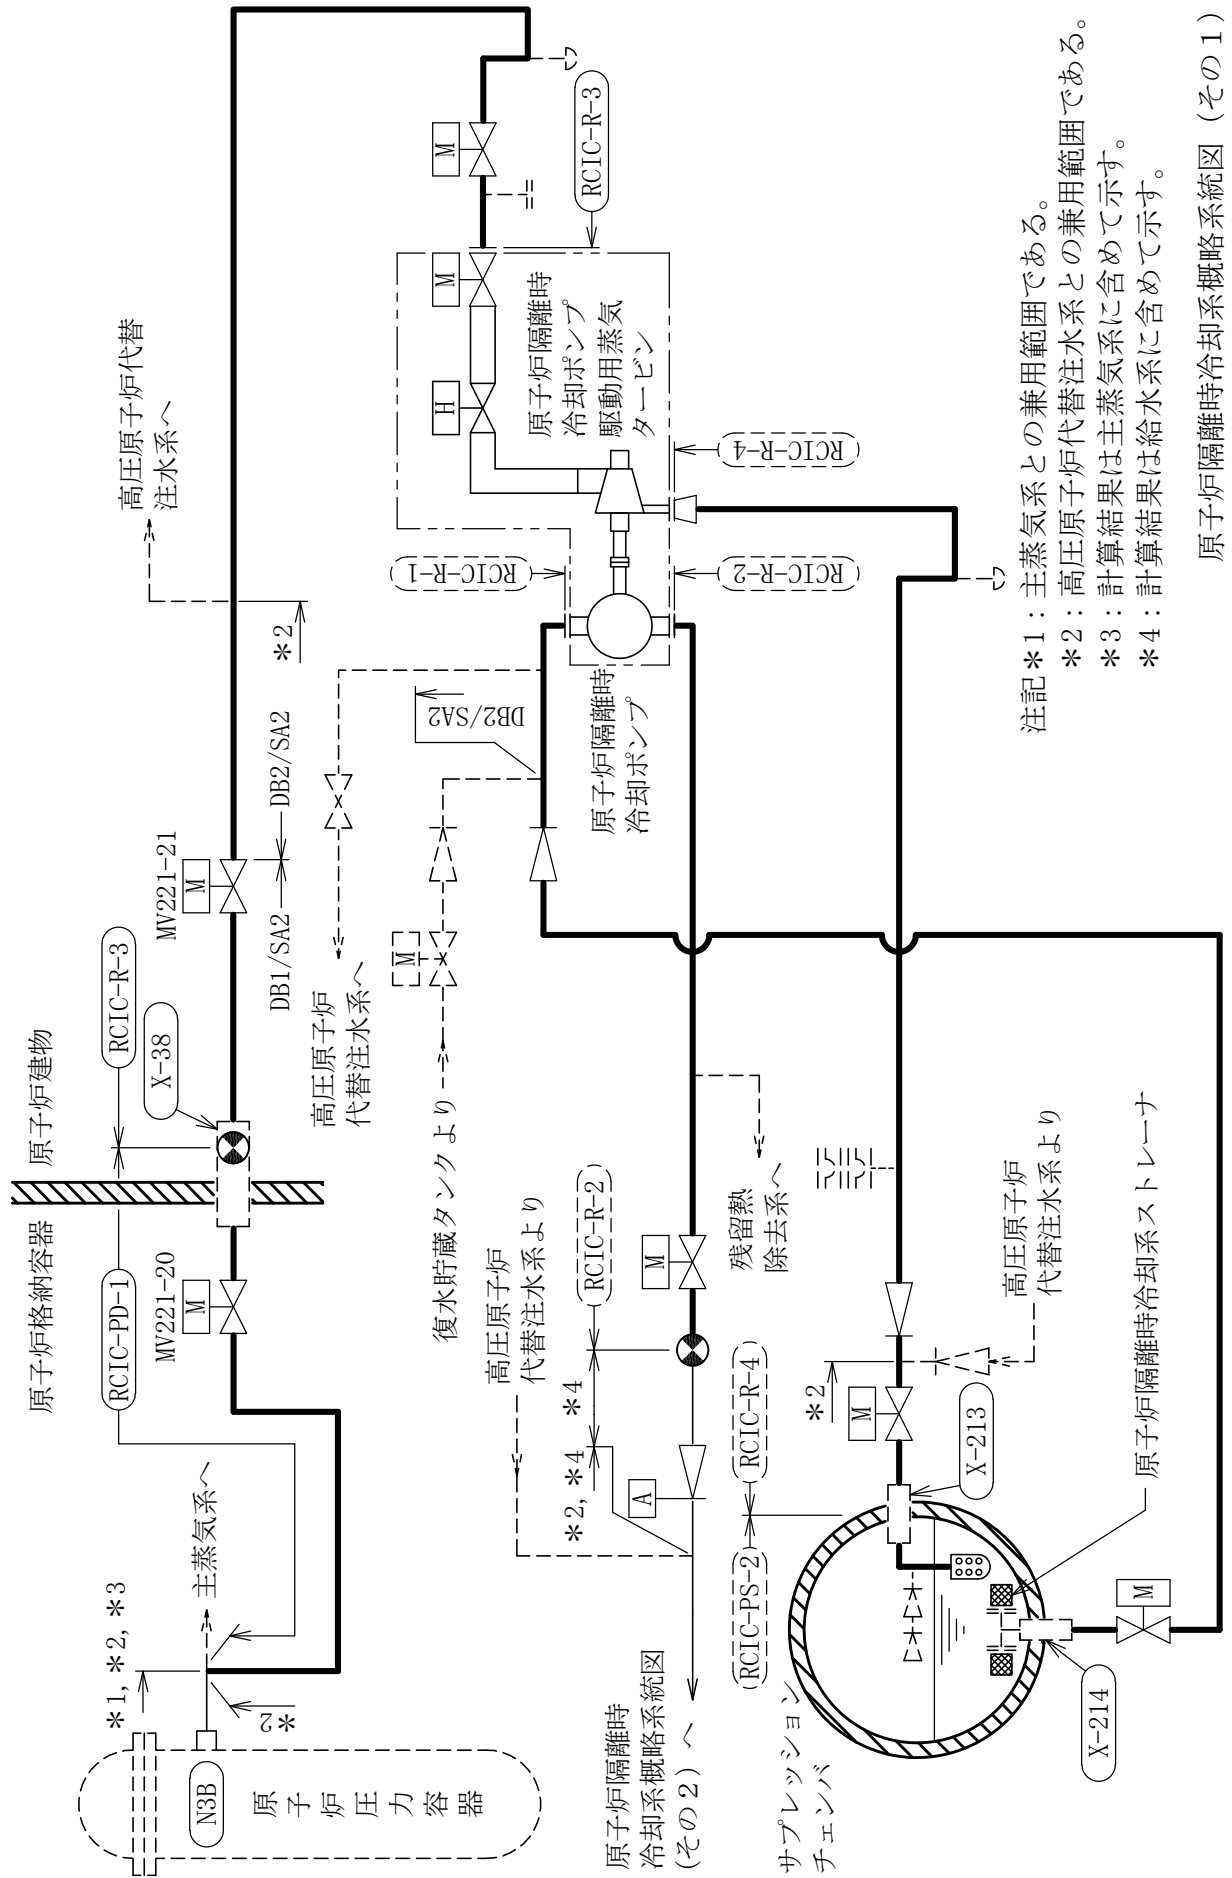 原子炉格納容器
原子炉建物
RCIC-PD-1
RCIC-R-3
X-38
MV221-20
M
MV221-21
M
DB1/SA2
DB2/SA2
*2
高圧原子炉代替
注水系へ
*1, *2, *3
主蒸気系へ
*2
N3B
原子炉圧力容器
高圧原子炉
代替注水系へ
復水貯蔵タンクより
M
DB2/SA2
RCIC-R-1
M
M
H
RCIC-R-3
原子炉隔離時
冷却ポンプ
駆動用蒸気
タービン
原子炉隔離時
冷却ポンプ
RCIC-R-2
RCIC-R-4
高圧原子炉
代替注水系より
RCIC-R-2
*2, *4
*4
A
M
残留熱
除去系へ
原子炉隔離時
冷却系概略系統図
(その2) へ
RCIC-PS-2
RCIC-R-4
*2
M
サプレッション
チェンバ
X-213
高圧原子炉
代替注水系より
原子炉隔離時冷却系ストレーナ
X-214
M
注記*1：主蒸気系との兼用範囲である。
*2：高圧原子炉代替注水系との兼用範囲である。
*3：計算結果は主蒸気系に含めて示す。
*4：計算結果は給水系に含めて示す。
原子炉隔離時冷却系概略系統図 (その1)